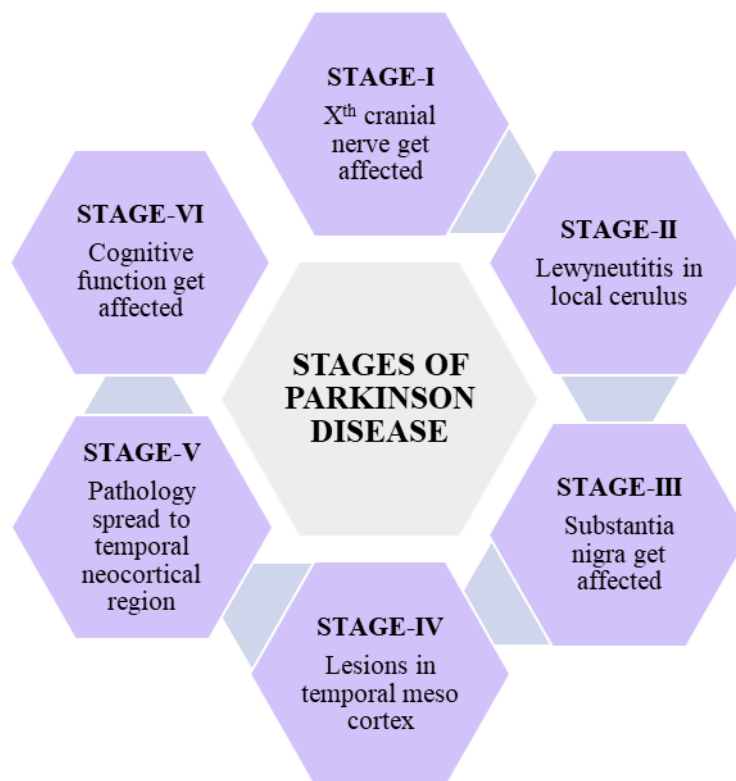 STAGE-I
Xth cranial
nerve get
affected
STAGE-II
Lewyneutitis in
local cerulus
STAGE-III
Substantia
nigra get
affected
STAGE-IV
Lesions in
temporal meso
cortex
STAGE-V
Pathology
spread to
temporal
neocortical
region
STAGE-VI
Cognitive
function get
affected
STAGES OF
PARKINSON
DISEASE